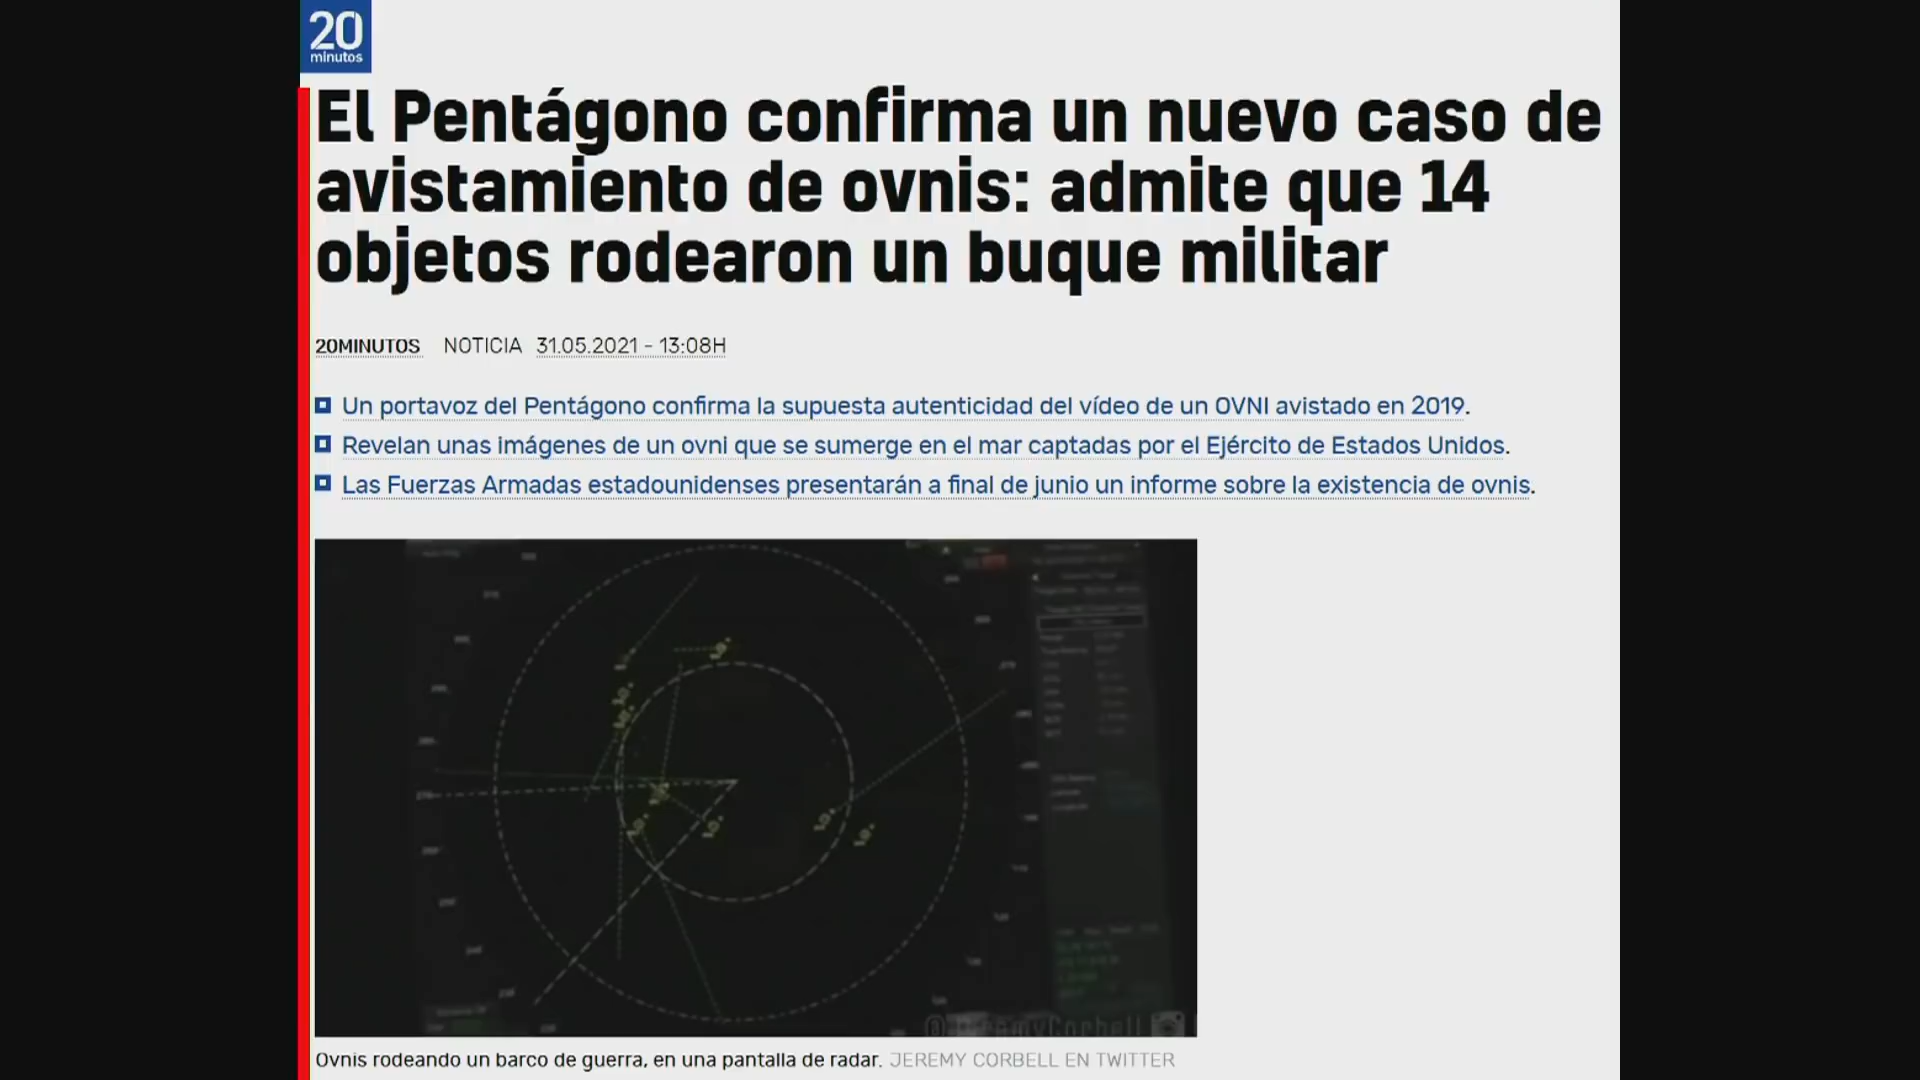 20
minutos
El Pentágono confirma un nuevo caso de
avistamiento de ovnis: admite que 14
objetos rodearon un buque militar
20MINUTOS NOTICIA 31.05.2021 - 13:08H
Un portavoz del Pentágono confirma la supuesta autenticidad del vídeo de un OVNI avistado en 2019.
Revelan unas imágenes de un ovni que se sumerge en el mar captadas por el Ejército de Estados Unidos.
Las Fuerzas Armadas estadounidenses presentarán a final de junio un informe sobre la existencia de ovnis.
Ovnis rodeando un barco de guerra, en una pantalla de radar. JEREMY CORBELL EN TWITTER